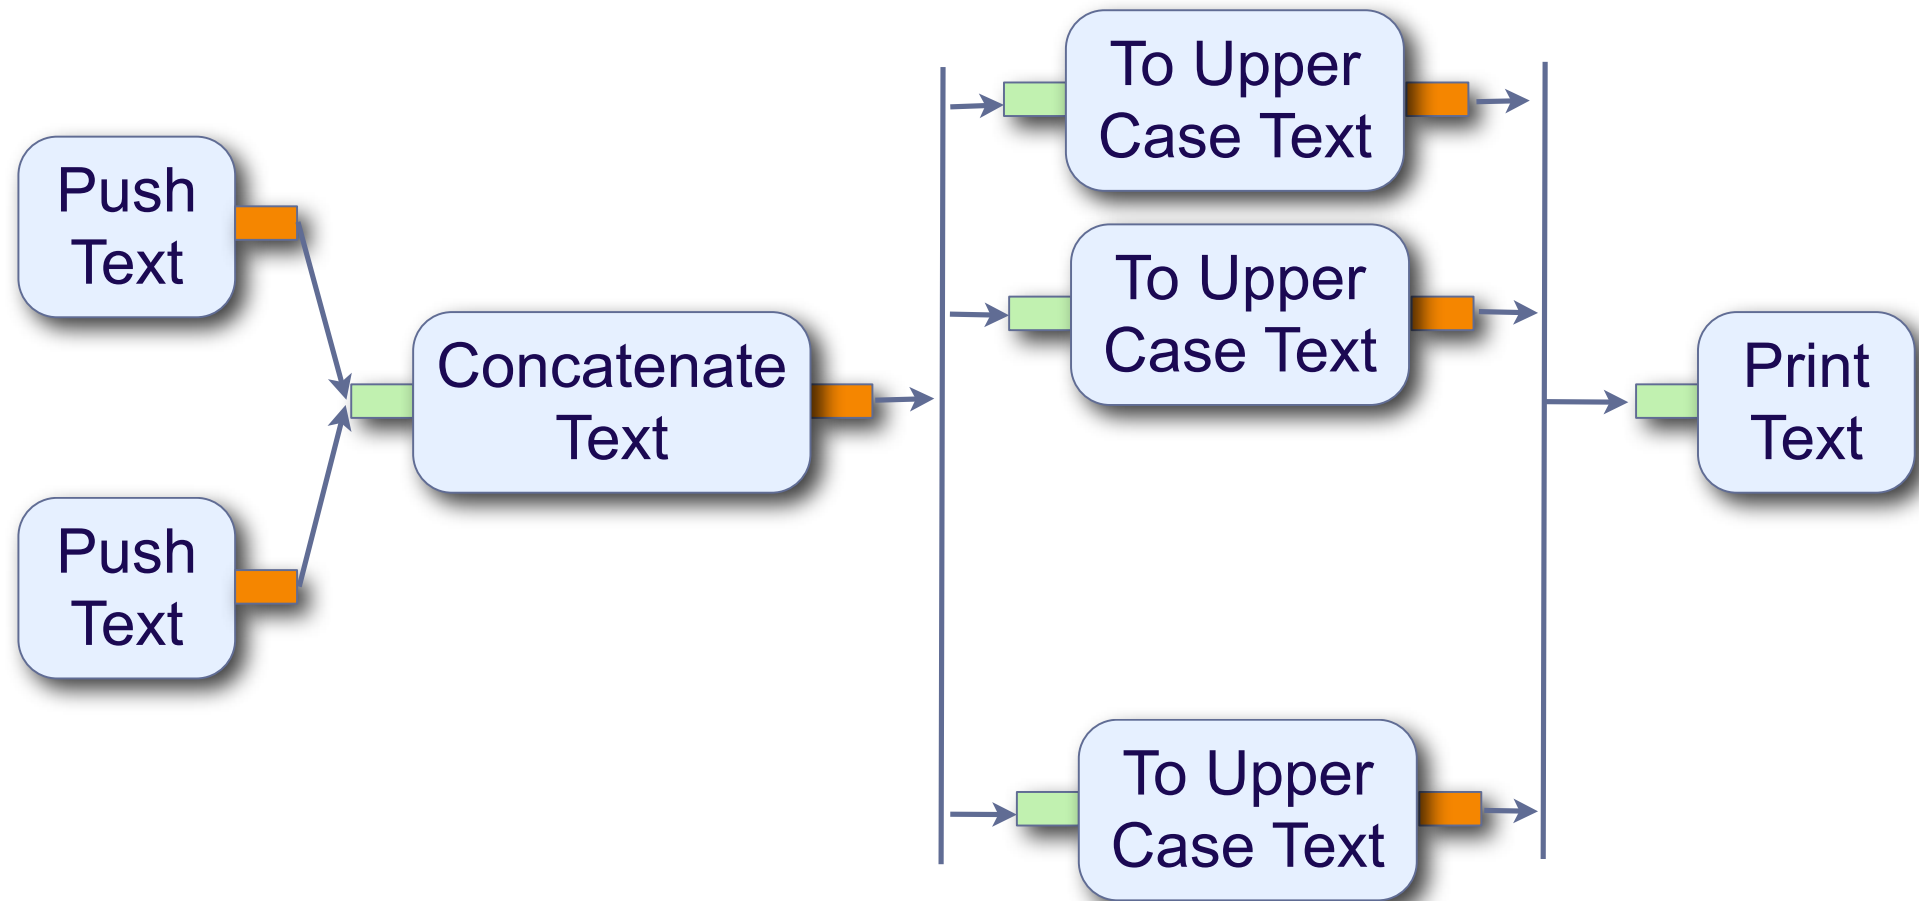 Push
Text
Push
Text
Concatenate
Text
To Upper
Case Text
To Upper
Case Text
To Upper
Case Text
Print
Text